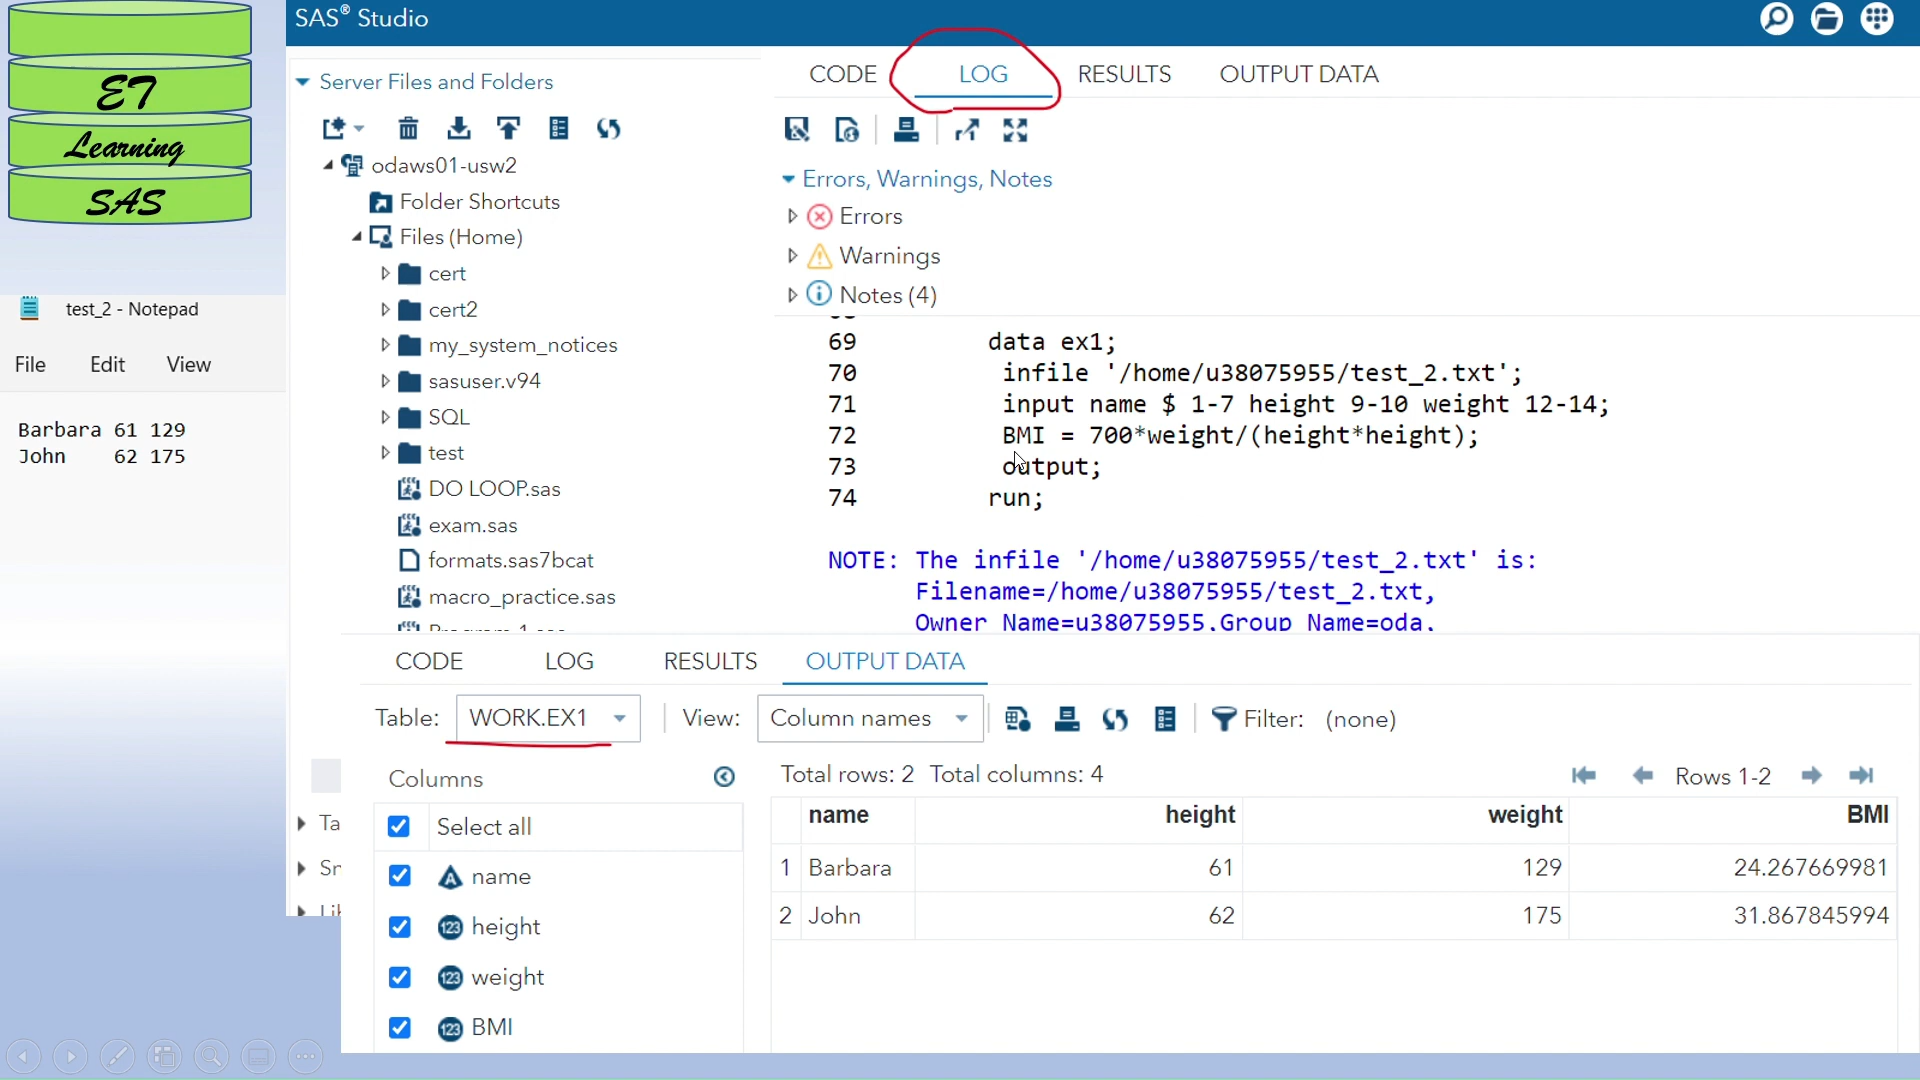 ET
Learning
SAS
test_2 - Notepad
File Edit View
Barbara 61 129
John    62 175
SAS® Studio
Server Files and Folders
odaws01-usw2
Folder Shortcuts
Files (Home)
cert
cert2
my_system_notices
sasuser.v94
SQL
test
DO LOOP.sas
exam.sas
formats.sas7bcat
macro_practice.sas
CODE LOG RESULTS OUTPUT DATA
Errors, Warnings, Notes
Errors
Warnings
Notes (4)
69 data ex1;
70 infile '/home/u38075955/test_2.txt';
71 input name $ 1-7 height 9-10 weight 12-14;
72 BMI = 700*weight/(height*height);
73 output;
74 run;
NOTE: The infile '/home/u38075955/test_2.txt' is:
Filename=/home/u38075955/test_2.txt,
Owner Name=u38075955,Group Name=oda,
CODE LOG RESULTS OUTPUT DATA
Table: WORK.EX1 View: Column names Filter: (none)
Columns
Select all
name
height
weight
BMI
Total rows: 2 Total columns: 4 Rows 1-2
name height weight BMI
1 Barbara 61 129 24.267669981
2 John 62 175 31.867845994
Ta
Sn